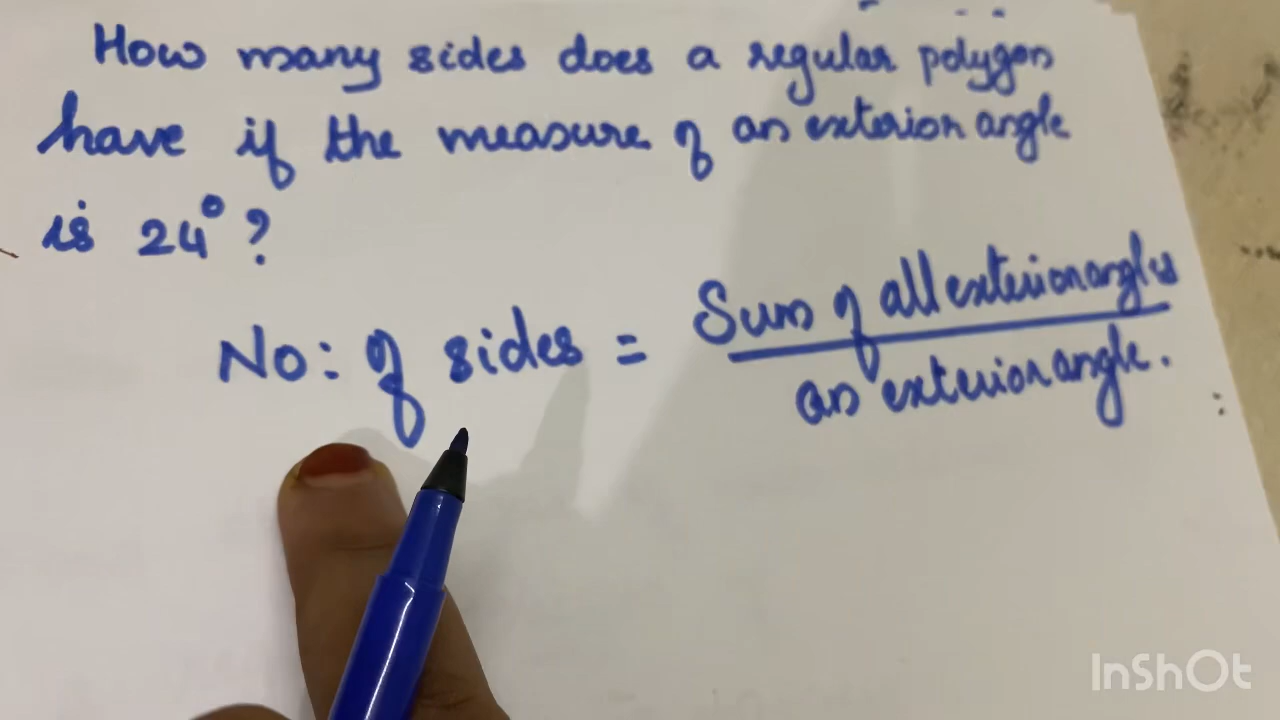 How many sides does a regular polygon
have if the measure of an exterior angle
is 24° ?
No: of sides = Sum of all exterior angles
an exterior angle.
InShOt